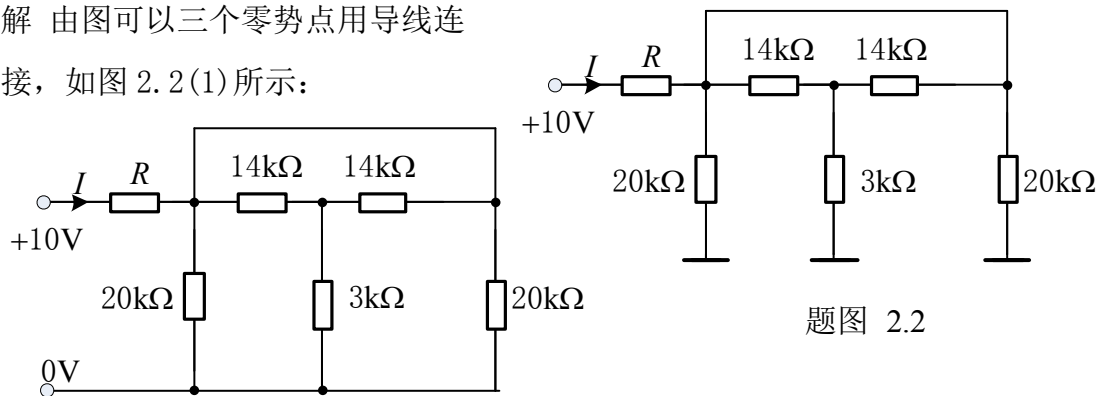 解 由图可以三个零势点用导线连
接，如图 2.2(1)所示：
I R 14kΩ 14kΩ
+10V
20kΩ 3kΩ 20kΩ
0V
I R 14kΩ 14kΩ
+10V
20kΩ 3kΩ 20kΩ
题图 2.2